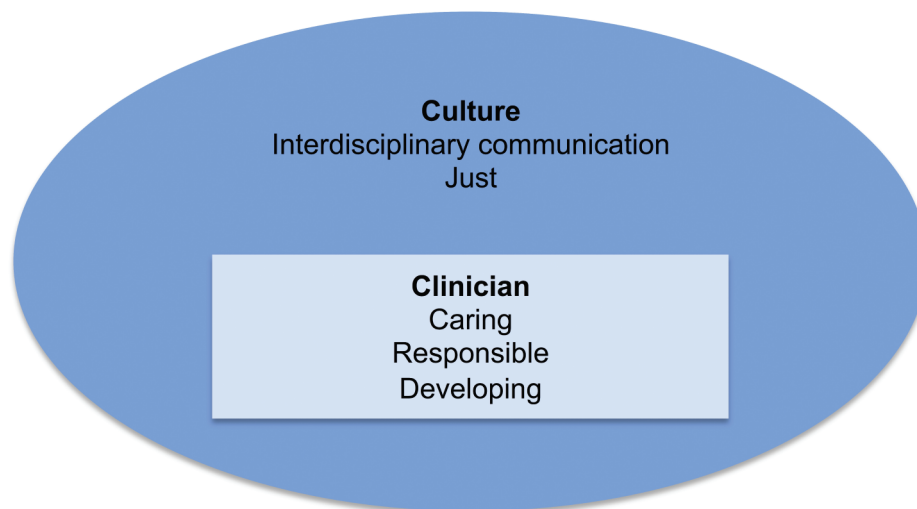 Culture
Interdisciplinary communication
Just
Clinician
Caring
Responsible
Developing